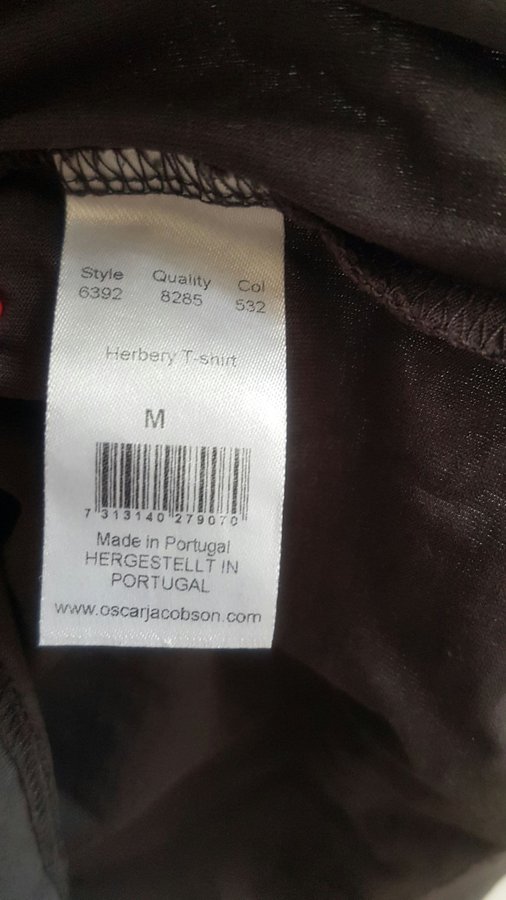 Style Quality Col
6392 8285 532
Herbery T-shirt
M
7 313140 279070
Made in Portugal
HERGESTELLT IN
PORTUGAL
www.oscarjacobson.com